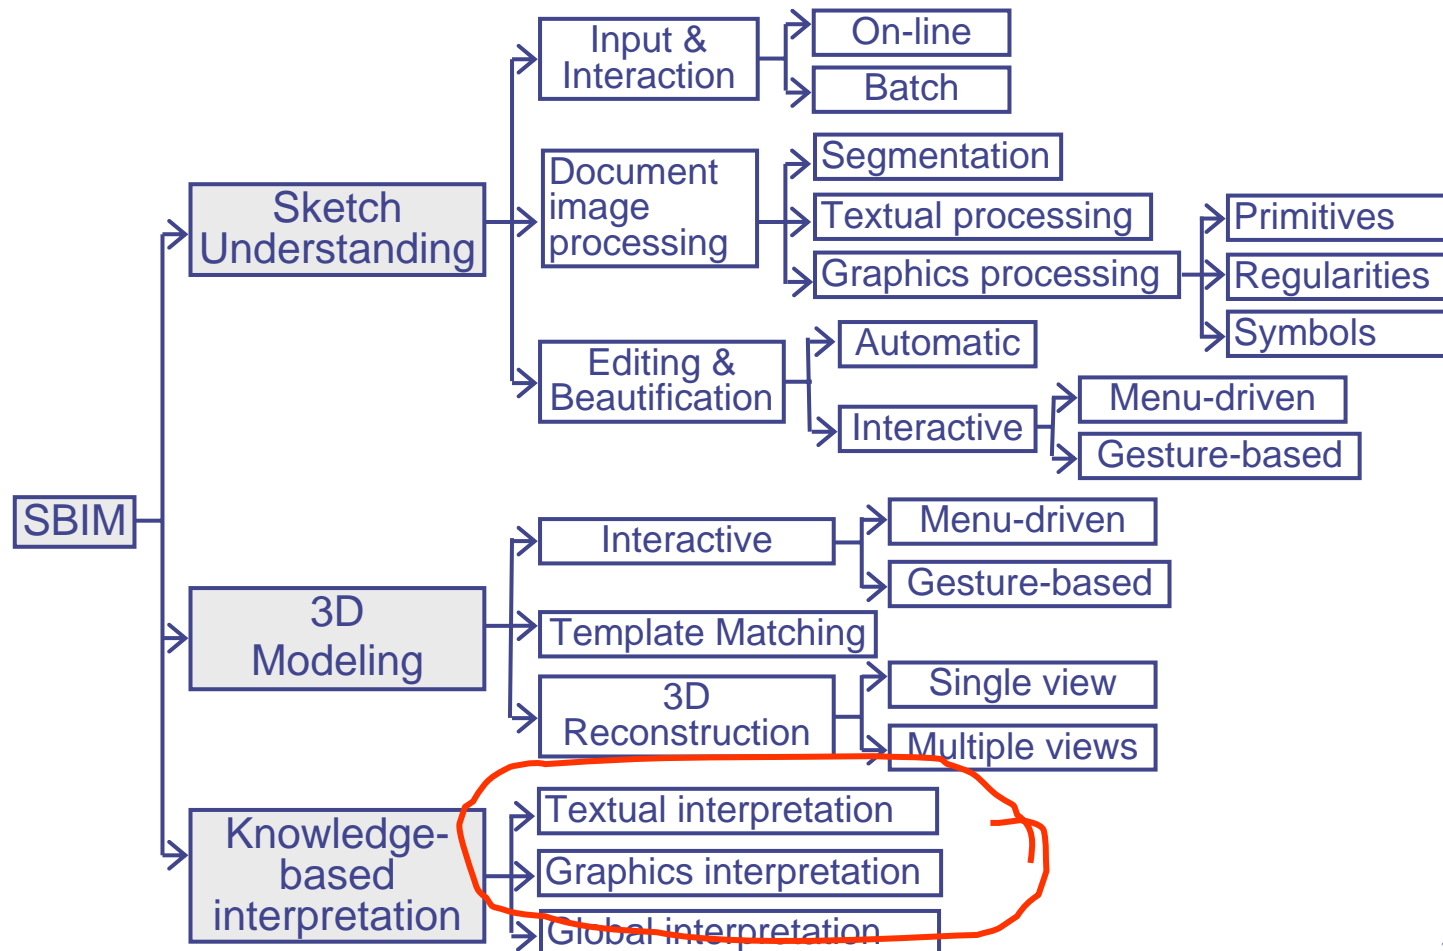 SBIM
Sketch
Understanding
Input &
Interaction
On-line
Batch
Document
image
processing
Segmentation
Textual processing
Graphics processing
Primitives
Regularities
Symbols
Editing &
Beautification
Automatic
Interactive
Menu-driven
Gesture-based
3D
Modeling
Interactive
Menu-driven
Gesture-based
Template Matching
3D
Reconstruction
Single view
Multiple views
Knowledge-
based
interpretation
Textual interpretation
Graphics interpretation
Global interpretation